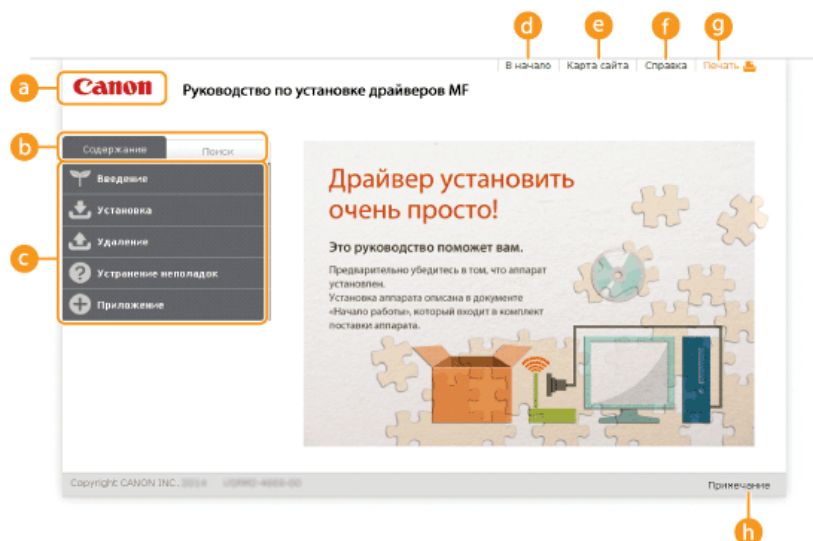 d e f g
В начало Карта сайта Справка Печать
a Canon Руководство по установке драйверов MF
b Содержание Поиск
c
Введение
Установка
Удаление
Устранение неполадок
Приложение
Драйвер установить
очень просто!
Это руководство поможет вам.
Предварительно убедитесь в том, что аппарат
установлен.
Установка аппарата описана в документе
«Начало работы», который входит в комплект
поставки аппарата.
Copyright CANON INC. 2014
Примечание
h